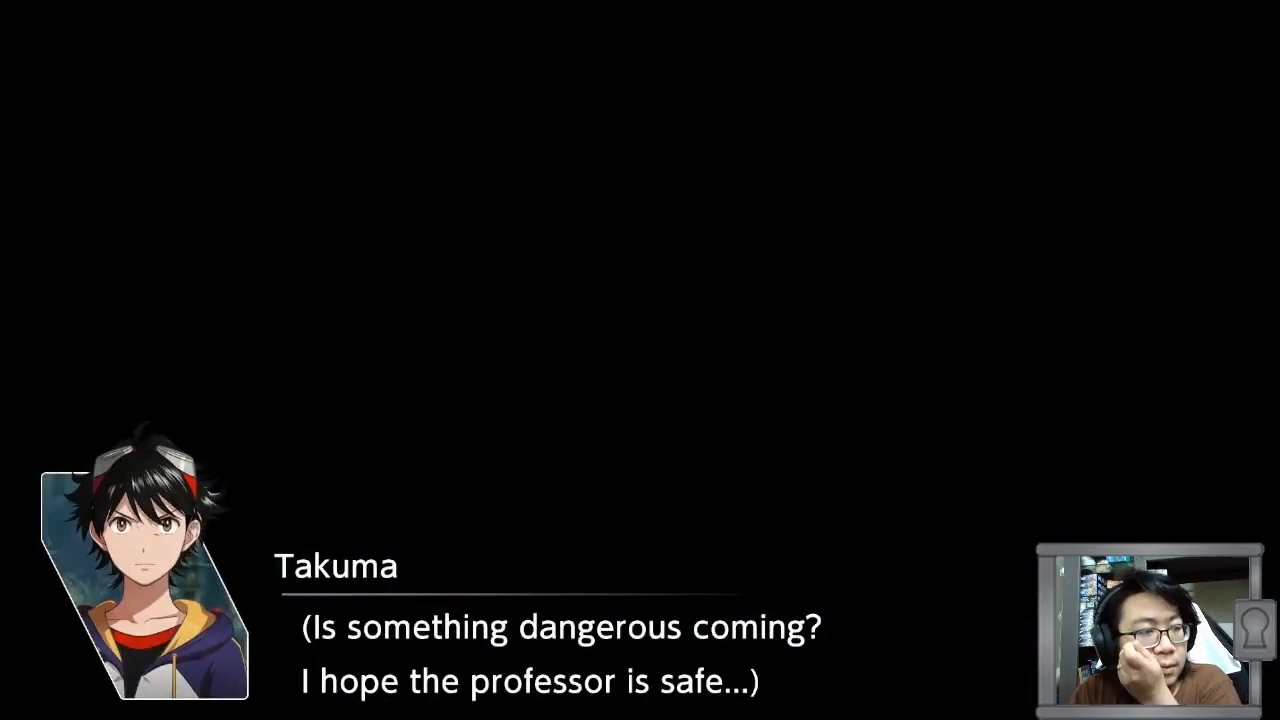 Takuma
(Is something dangerous coming?
I hope the professor is safe...)